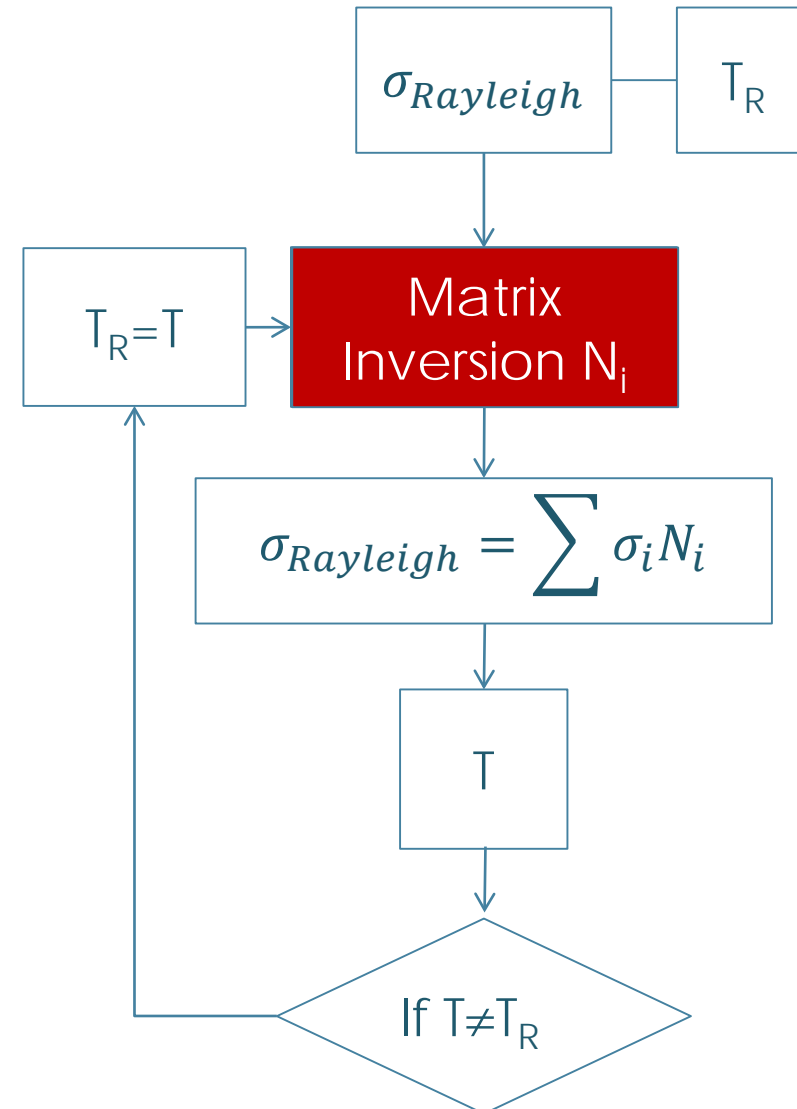 σ_Rayleigh
T_R
T_R=T
Matrix
Inversion N_i
σ_Rayleigh = ∑ σ_i N_i
T
If T≠T_R